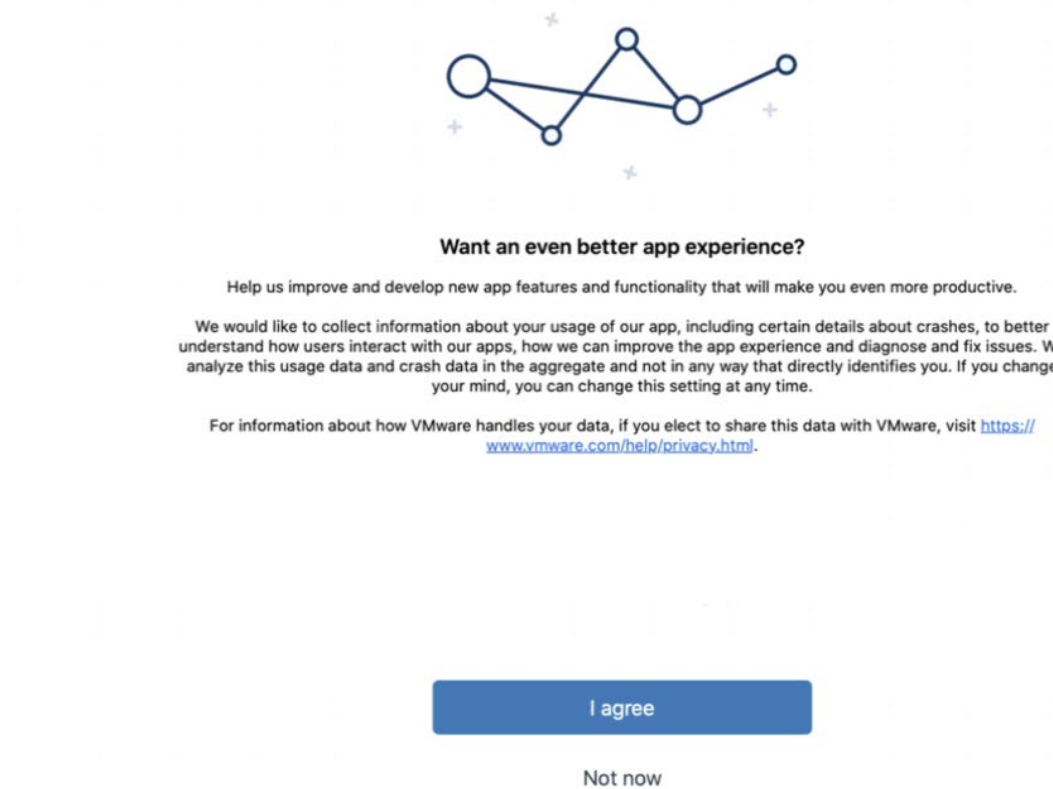 Want an even better app experience?
Help us improve and develop new app features and functionality that will make you even more productive.
We would like to collect information about your usage of our app, including certain details about crashes, to better
understand how users interact with our apps, how we can improve the app experience and diagnose and fix issues.
analyze this usage data and crash data in the aggregate and not in any way that directly identifies you. If you change
your mind, you can change this setting at any time.
For information about how VMware handles your data, if you elect to share this data with VMware, visit https://
www.vmware.com/help/privacy.html.
I agree
Not now